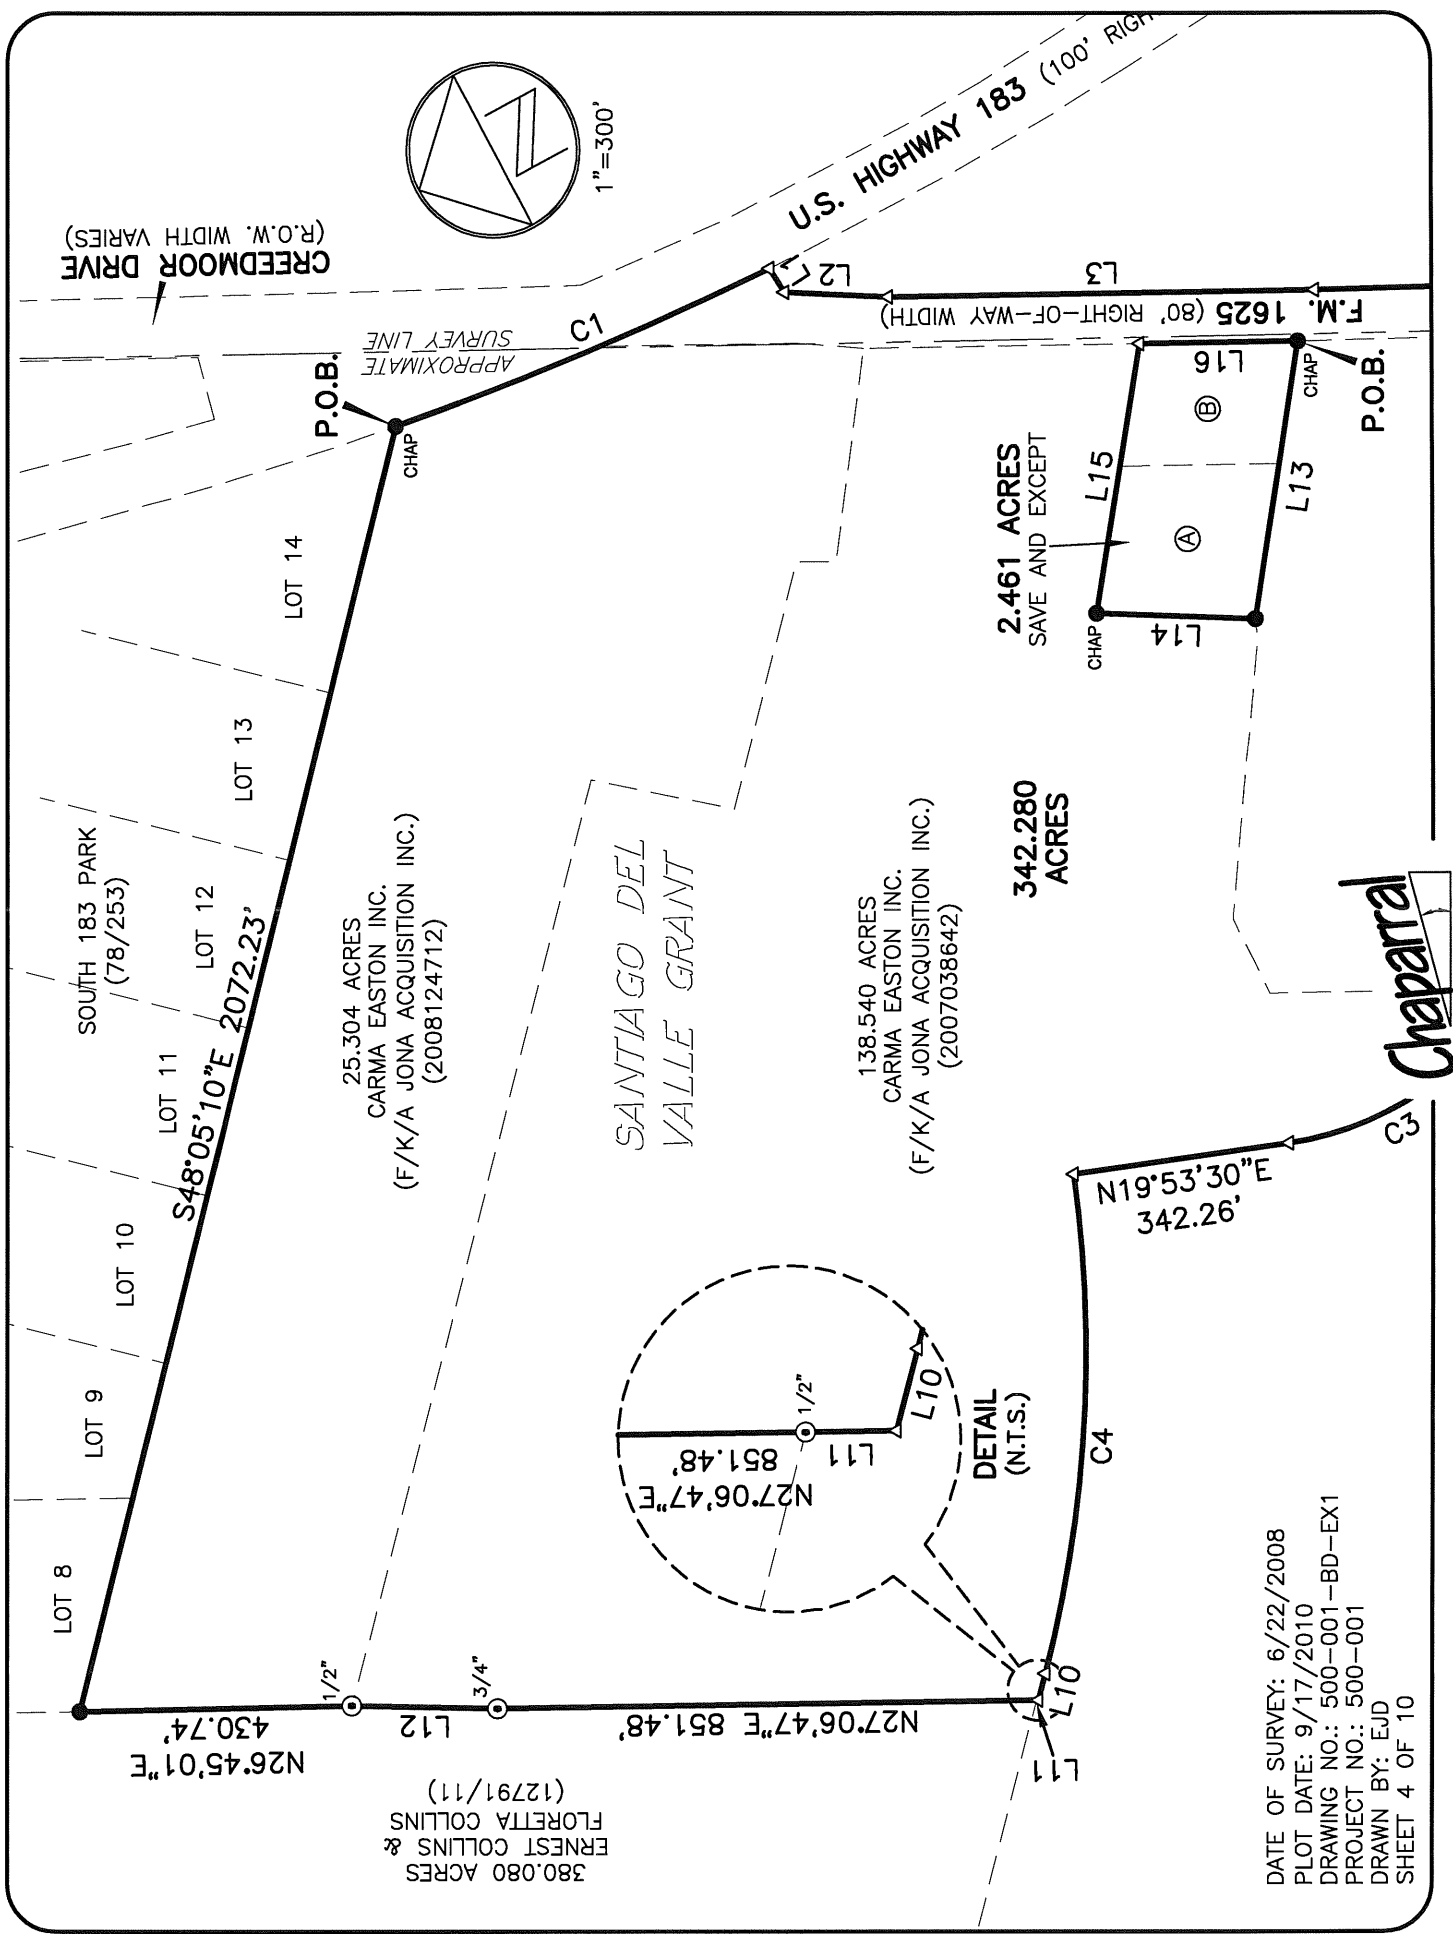 CREEDMOOR DRIVE
(R.O.W. WIDTH VARIES)
1"=300'
U.S. HIGHWAY 183 (100' RIGH
SOUTH 183 PARK
(78/253)
LOT 8
LOT 9
LOT 10
LOT 11
LOT 12
LOT 13
LOT 14
S48°05'10"E 2072.23'
P.O.B.
CHAP
APPROXIMATE
SURVEY LINE
C1
L2
L3
F.M. 1625 (80' RIGHT-OF-WAY WIDTH)
25.304 ACRES
CARMA EASTON INC.
(F/K/A JONA ACQUISITION INC.)
(2008124712)
SANTIAGO DEL
VALLE GRANT
138.540 ACRES
CARMA EASTON INC.
(F/K/A JONA ACQUISITION INC.)
(2007038642)
342.280
ACRES
2.461 ACRES
SAVE AND EXCEPT
L15
L16
L13
L14
A
B
CHAP
CHAP
P.O.B.
N26°45'01"E
430.74'
1/2"
L12
3/4"
N27°06'47"E 851.48'
L11
L10
380.080 ACRES
ERNEST COLLINS &
FLORETTA COLLINS
(12791/11)
N27°06'47"E
851.48'
1/2"
L11
L10
DETAIL
(N.T.S.)
C4
N19°53'30"E
342.26'
C3
Chaparral
DATE OF SURVEY: 6/22/2008
PLOT DATE: 9/17/2010
DRAWING NO.: 500-001-BD-EX1
PROJECT NO.: 500-001
DRAWN BY: EJD
SHEET 4 OF 10